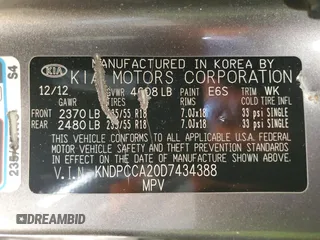 MANUFACTURED IN KOREA BY
KIA KIA MOTORS CORPORATION
12/12 GVWR 4608 LB PAINT E6S TRIM WK
GAWR RIMS COLD TIRE INFL
FRONT 2370 LB R18 7.0JX18 33 psi SINGLE
REAR 2480 LB 235/55 R18 7.0JX18 33 psi SINGLE
THIS VEHICLE CONFORMS TO ALL APPLICABLE U.S.A. FEDERAL
MOTOR VEHICLE SAFETY AND THEFT PREVENTION STANDARDS
IN EFFECT ON THE DATE OF MANUFACTURE SHOWN ABOVE.
V.I.N. KNDPCCA20D7434388
MPV
DREAMBID